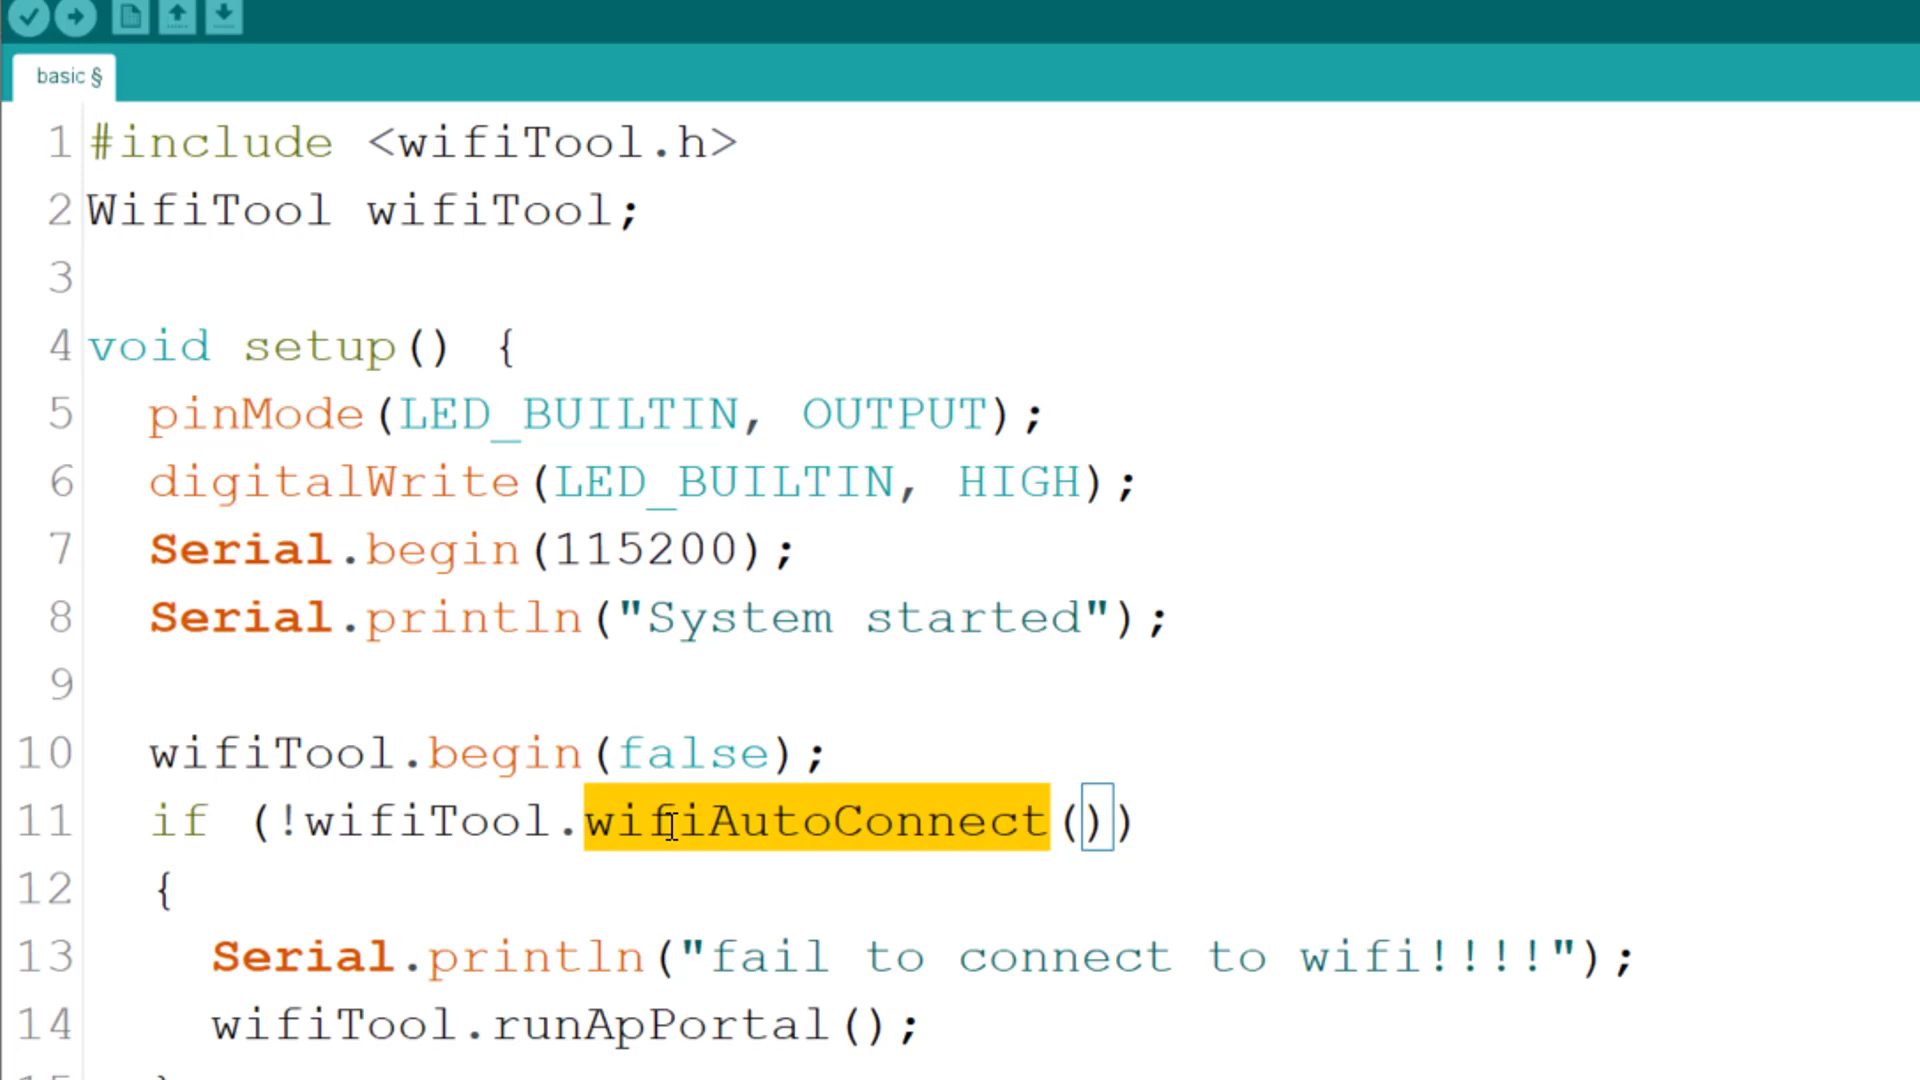 basic §
1 #include <wifiTool.h>
2 WifiTool wifiTool;
3
4 void setup() {
5 pinMode(LED_BUILTIN, OUTPUT);
6 digitalWrite(LED_BUILTIN, HIGH);
7 Serial.begin(115200);
8 Serial.println("System started");
9
10 wifiTool.begin(false);
11 if (!wifiTool.wifiAutoConnect())
12 {
13 Serial.println("fail to connect to wifi!!!!");
14 wifiTool.runApPortal();